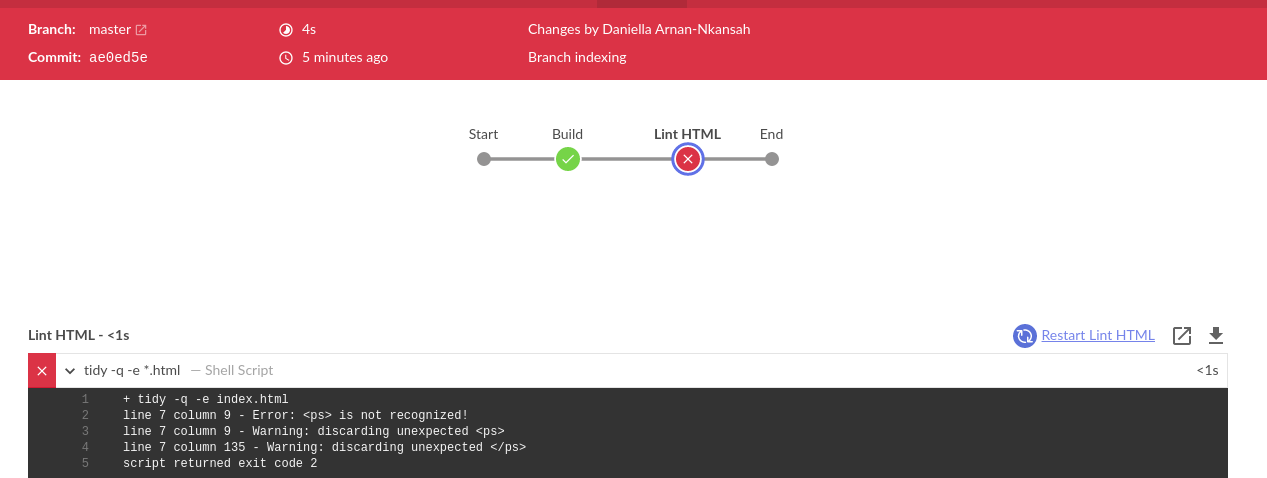 Branch: master 4s Changes by Daniella Arnan-Nkansah
Commit: ae0ed5e 5 minutes ago Branch indexing
Start Build Lint HTML End
Lint HTML - <1s Restart Lint HTML
tidy -q -e *.html — Shell Script <1s
1 + tidy -q -e index.html
2 line 7 column 9 - Error: <ps> is not recognized!
3 line 7 column 9 - Warning: discarding unexpected <ps>
4 line 7 column 135 - Warning: discarding unexpected </ps>
5 script returned exit code 2